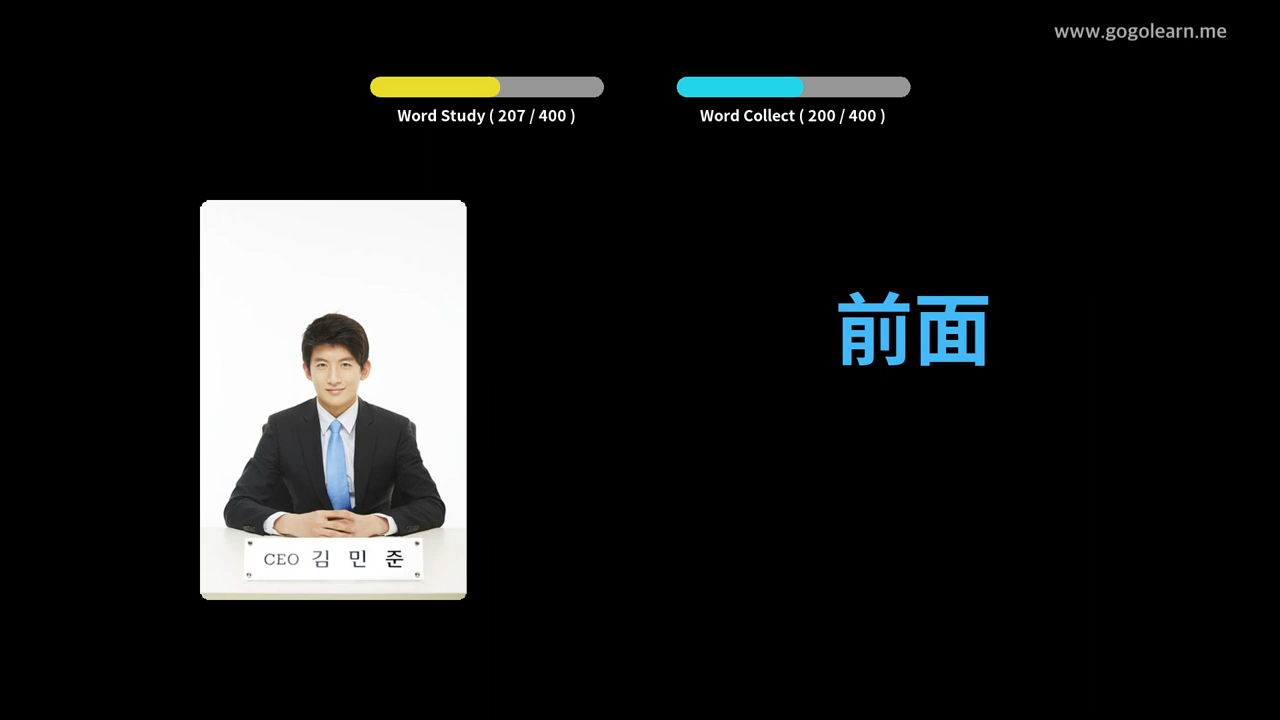 www.gogolearn.me
Word Study ( 207 / 400 )
Word Collect ( 200 / 400 )
前面
CEO 김 민 준